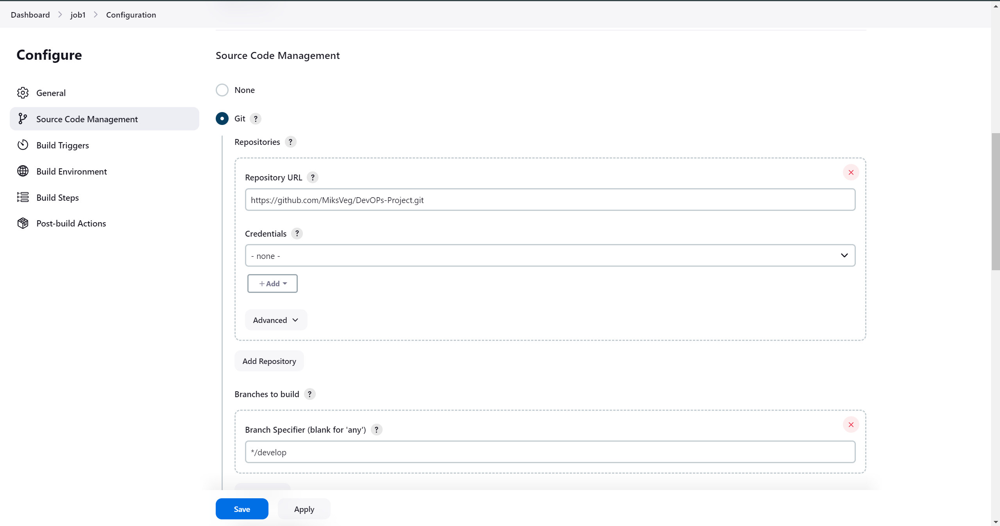 Dashboard > job1 > Configuration
Configure
General
Source Code Management
Build Triggers
Build Environment
Build Steps
Post-build Actions
Source Code Management
None
Git ?
Repositories ?
Repository URL ?
https://github.com/MiksVeg/DevOPs-Project.git
Credentials ?
- none -
+ Add
Advanced
Add Repository
Branches to build ?
Branch Specifier (blank for 'any') ?
*/develop
Save Apply